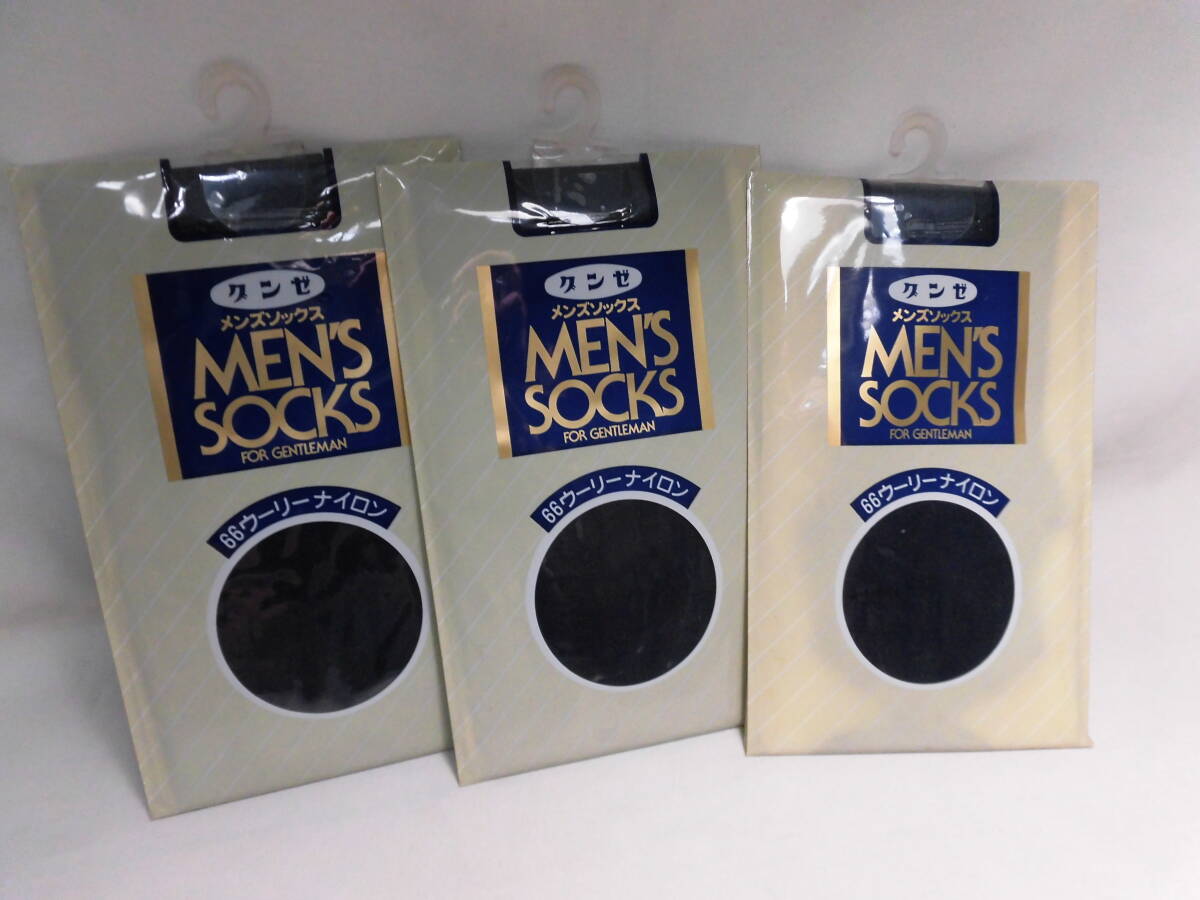 グンゼ
メンズソックス
MEN'S
SOCKS
FOR GENTLEMAN
66ウーリーナイロン
グンゼ
メンズソックス
MEN'S
SOCKS
FOR GENTLEMAN
66ウーリーナイロン
グンゼ
メンズソックス
MEN'S
SOCKS
FOR GENTLEMAN
66ウーリーナイロン